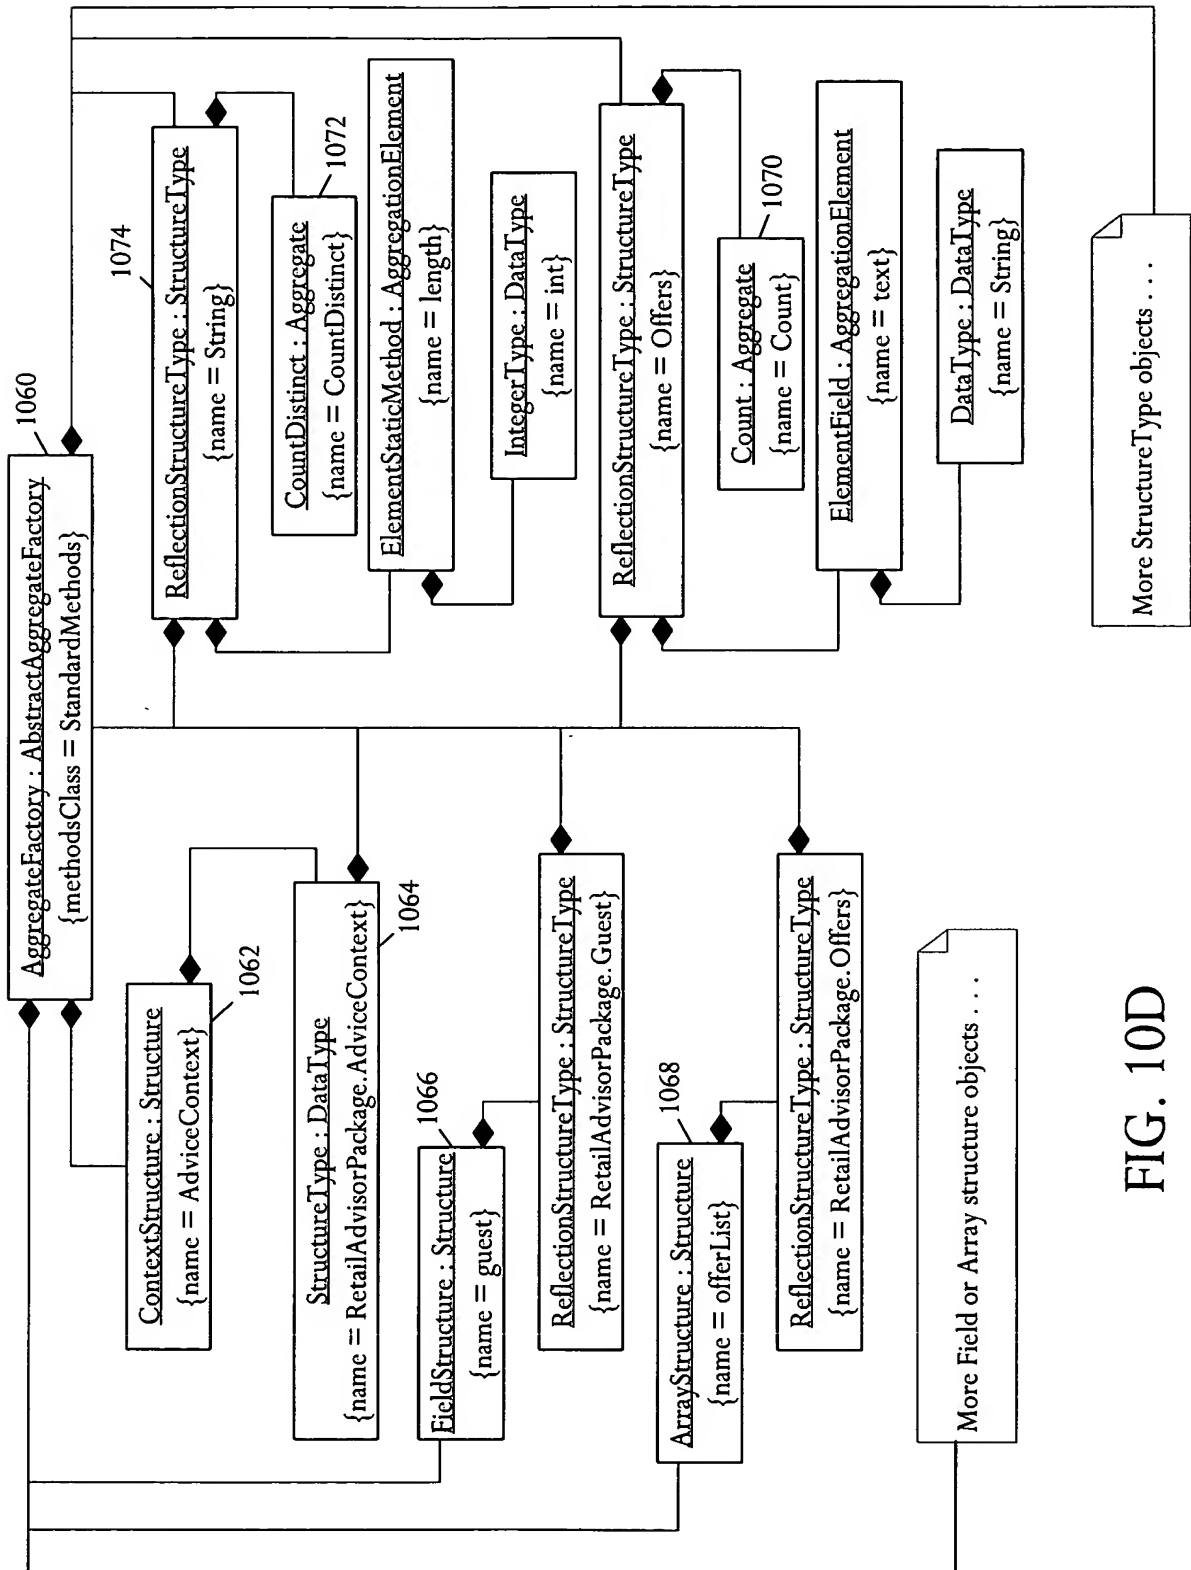 1060
AggregateFactory : AbstractAggregateFactory
{methodsClass = StandardMethods}
ContextStructure : Structure
{name = AdviceContext}
1062
StructureType : DataType
{name = RetailAdvisorPackage.AdviceContext}
1064
FieldStructure : Structure
{name = guest}
1066
ReflectionStructureType : StructureType
{name = RetailAdvisorPackage.Guest}
ArrayStructure : Structure
{name = offerList}
1068
ReflectionStructureType : StructureType
{name = RetailAdvisorPackage.Offers}
More Field or Array structure objects . . . .
1074
ReflectionStructureType : StructureType
{name = String}
CountDistinct : Aggregate
{name = CountDistinct}
1072
ElementStaticMethod : AggregationElement
{name = length}
IntegerType : DataType
{name = int}
ReflectionStructureType : StructureType
{name = Offers}
Count : Aggregate
{name = Count}
1070
ElementField : AggregationElement
{name = text}
DataType : DataType
{name = String}
More StructureType objects . . .
FIG. 10D